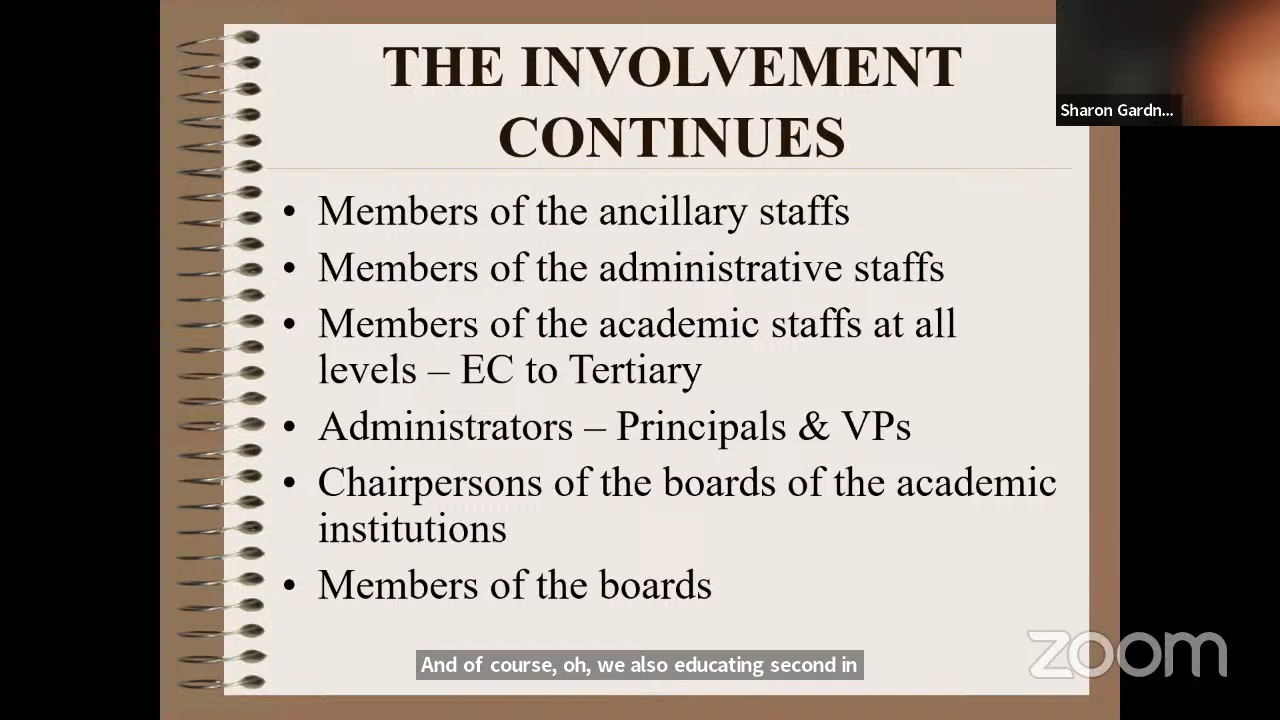 THE INVOLVEMENT
CONTINUES
Sharon Gardn...
• Members of the ancillary staffs
• Members of the administrative staffs
• Members of the academic staffs at all
levels – EC to Tertiary
• Administrators – Principals & VPs
• Chairpersons of the boards of the academic
institutions
• Members of the boards
And of course, oh, we also educating second in
zoom